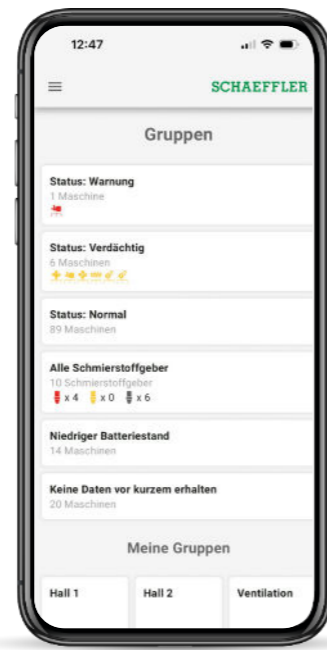 12:47
SCHAEFFLER
Gruppen
Status: Warnung
1 Maschine
Status: Verdächtig
6 Maschinen
Status: Normal
89 Maschinen
Alle Schmierstoffgeber
10 Schmierstoffgeber
x 4 x 0 x 6
Niedriger Batteriestand
14 Maschinen
Keine Daten vor kurzem erhalten
20 Maschinen
Meine Gruppen
Hall 1 Hall 2 Ventilation